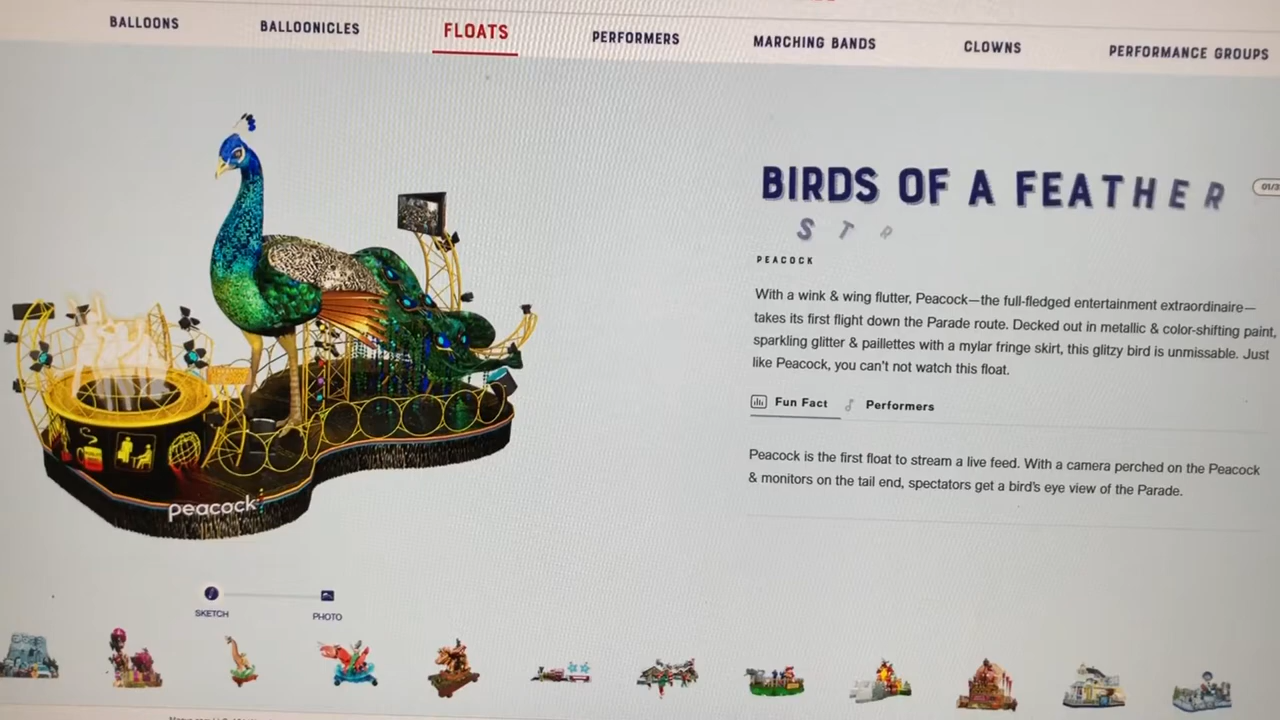 BALLOONS
BALLOONICLES
FLOATS
PERFORMERS
MARCHING BANDS
CLOWNS
PERFORMANCE GROUPS
BIRDS OF A FEATHER
STR
PEACOCK
With a wink & wing flutter, Peacock—the full-fledged entertainment extraordinaire—
takes its first flight down the Parade route. Decked out in metallic & color-shifting paint,
sparkling glitter & paillettes with a mylar fringe skirt, this glitzy bird is unmissable. Just
like Peacock, you can't not watch this float.
Fun Fact
Performers
Peacock is the first float to stream a live feed. With a camera perched on the Peacock
& monitors on the tail end, spectators get a bird's eye view of the Parade.
peacock
SKETCH
PHOTO